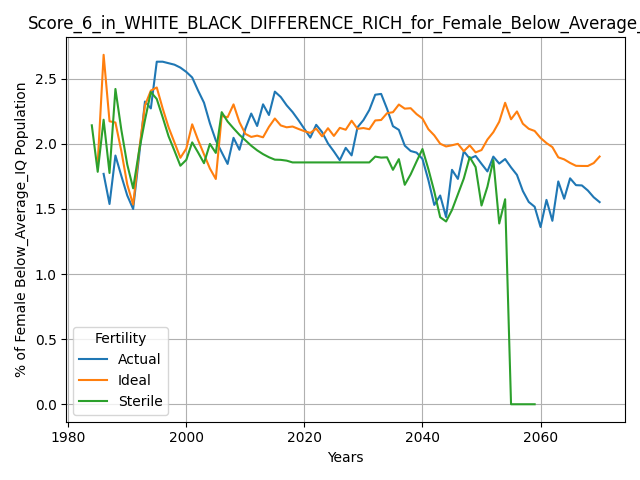 Score_6_in_WHITE_BLACK_DIFFERENCE_RICH_for_Female_Below_Average_
% of Female Below_Average_IQ Population
2.5
2.0
1.5
1.0
0.5
0.0
Fertility
Actual
Ideal
Sterile
1980 2000 2020 2040 2060
Years